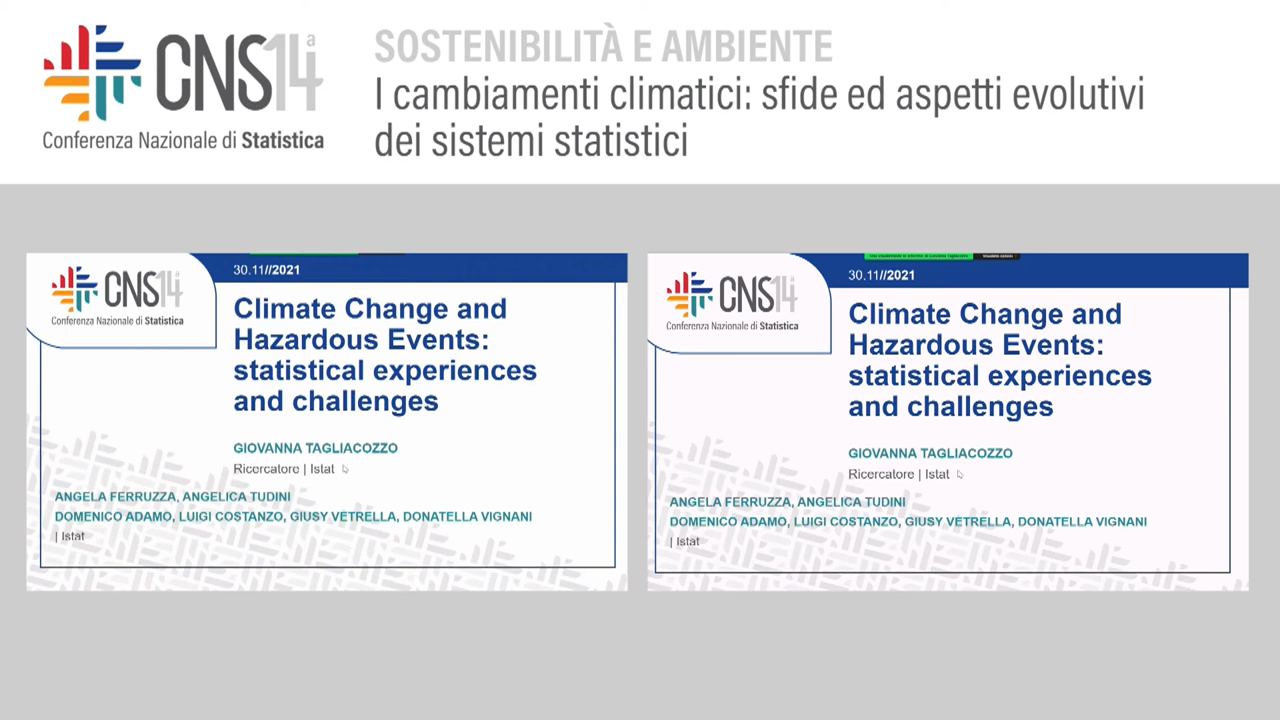 CNS14ª
Conferenza Nazionale di Statistica
SOSTENIBILITÀ E AMBIENTE
I cambiamenti climatici: sfide ed aspetti evolutivi
dei sistemi statistici
CNS14ª
Conferenza Nazionale di Statistica
30.11//2021
Climate Change and
Hazardous Events:
statistical experiences
and challenges
GIOVANNA TAGLIACOZZO
Ricercatore | Istat
ANGELA FERRUZZA, ANGELICA TUDINI
DOMENICO ADAMO, LUIGI COSTANZO, GIUSY VETRELLA, DONATELLA VIGNANI
| Istat
CNS14ª
Conferenza Nazionale di Statistica
30.11//2021
Climate Change and
Hazardous Events:
statistical experiences
and challenges
GIOVANNA TAGLIACOZZO
Ricercatore | Istat
ANGELA FERRUZZA, ANGELICA TUDINI
DOMENICO ADAMO, LUIGI COSTANZO, GIUSY VETRELLA, DONATELLA VIGNANI
| Istat